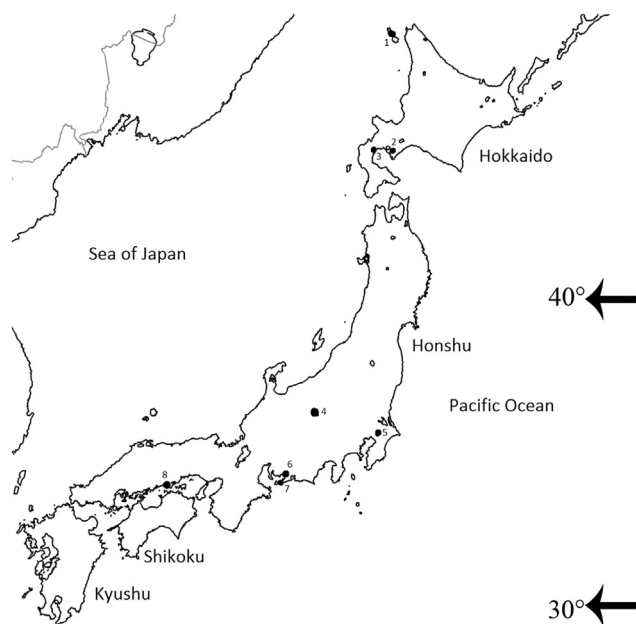 1
2
3
Hokkaido
Sea of Japan
40°
Honshu
Pacific Ocean
4
5
6
7
8
Shikoku
Kyushu
30°